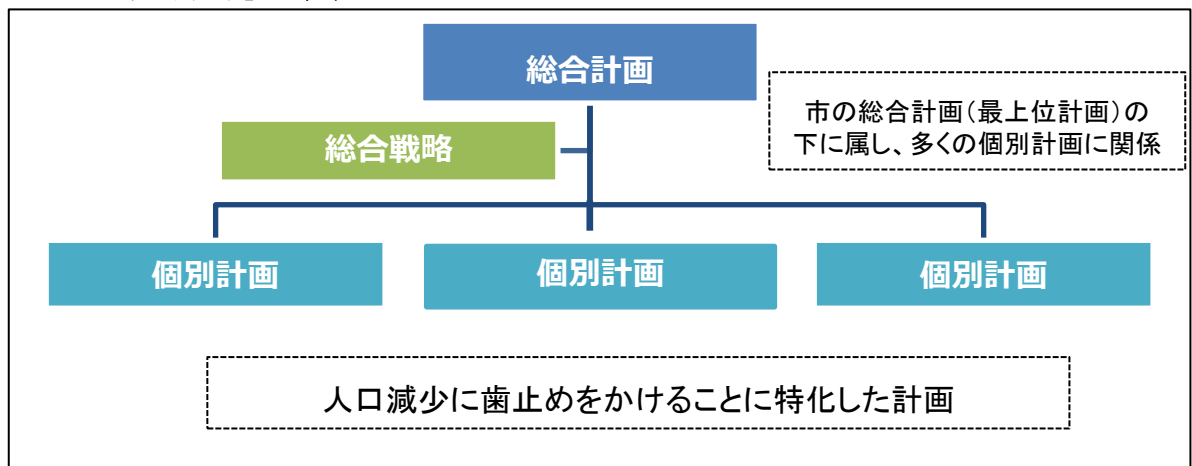 総合計画
市の総合計画（最上位計画）の
下に属し、多くの個別計画に関係
総合戦略
個別計画
個別計画
個別計画
人口減少に歯止めをかけることに特化した計画